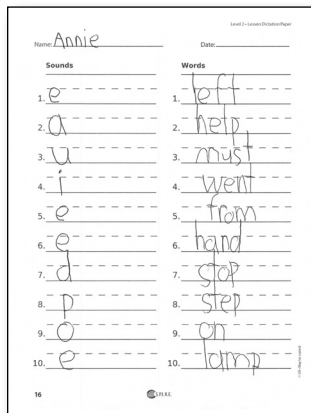 Level 2 – Lesson Dictation Paper
Name: Annie Date:
Sounds Words
1. e 1. left
2. a 2. help
3. u 3. must
4. i 4. went
5. e 5. from
6. e 6. hand
7. d 7. stop
8. p 8. step
9. o 9. on
10. e 10. lamp
16 S.P.I.R.E.